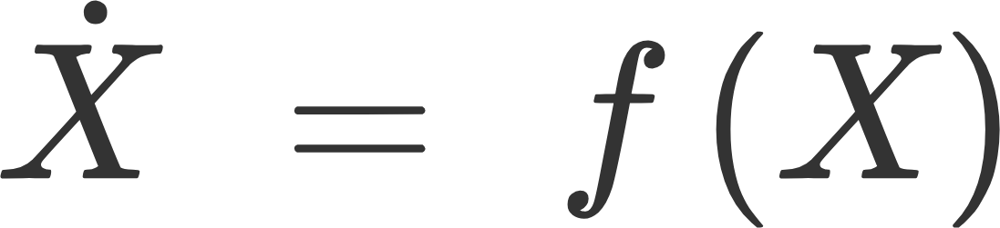 Ẋ = f(X)